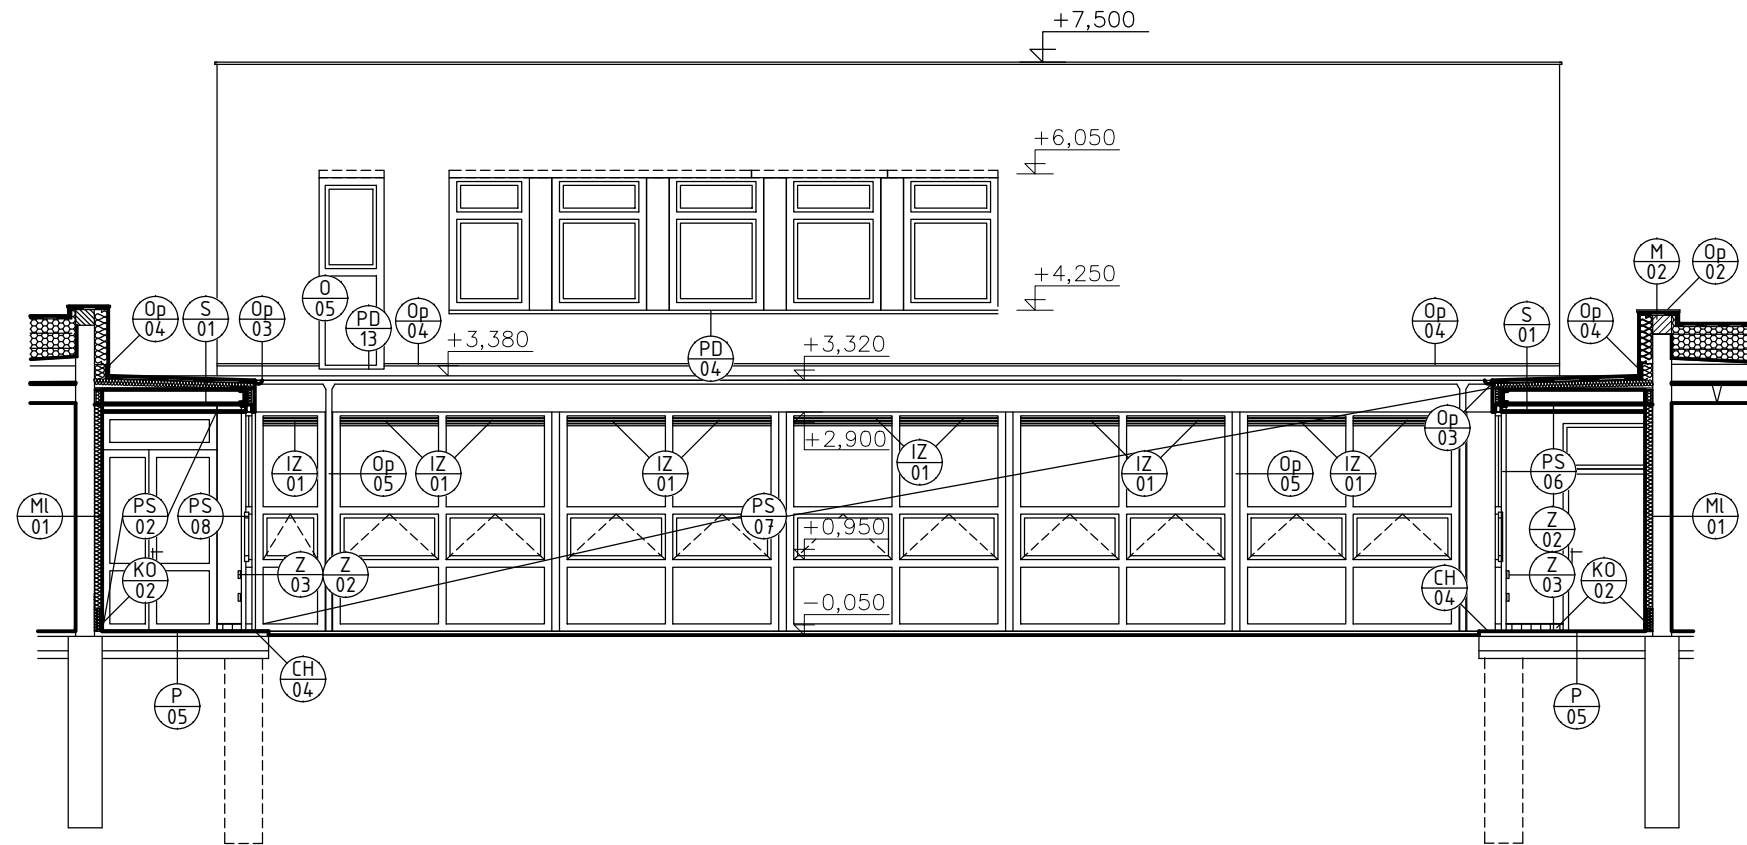 +7,500
+6,050
+4,250
M
02
Op
02
O
05
Op
04
S
01
Op
03
PD
13
Op
04
+3,380
PD
04
+3,320
Op
04
S
01
Op
04
+2,900
Op
03
IZ
01
Op
05
IZ
01
IZ
01
IZ
01
IZ
01
Op
05
IZ
01
PS
06
Ml
01
PS
02
PS
08
PS
07
+0,950
Z
02
Ml
01
KO
02
Z
03
Z
02
-0,050
CH
04
Z
03
KO
02
CH
04
P
05
P
05